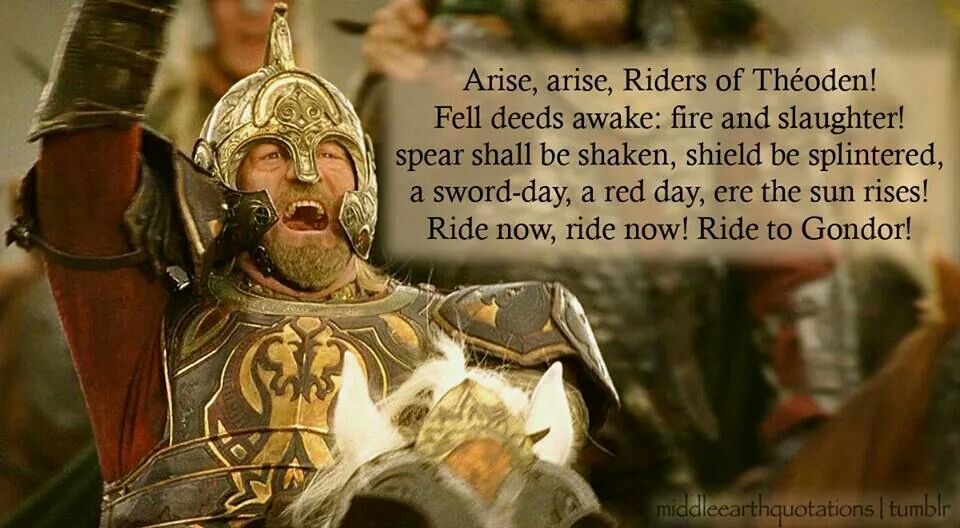 Arise, arise, Riders of Théoden!
Fell deeds awake: fire and slaughter!
spear shall be shaken, shield be splintered,
a sword-day, a red day, ere the sun rises!
Ride now, ride now! Ride to Gondor!
middleearthquotations | tumblr